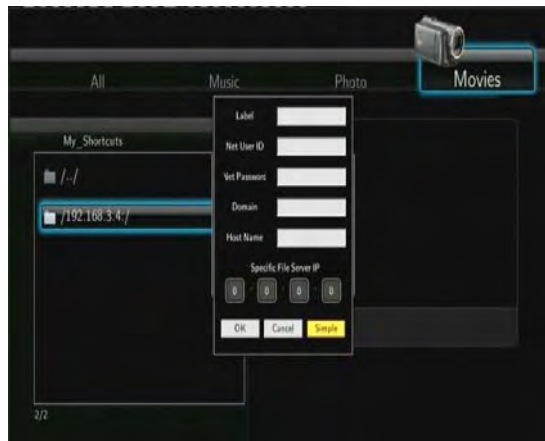 All Music Photo Movies
My_Shortcuts
/../
/192.168.3.4:/
Label
Net User ID
Net Passworc
Domain
Host Name
Specific File Server IP
0 0 0 0
OK Cancel Simple
2/2